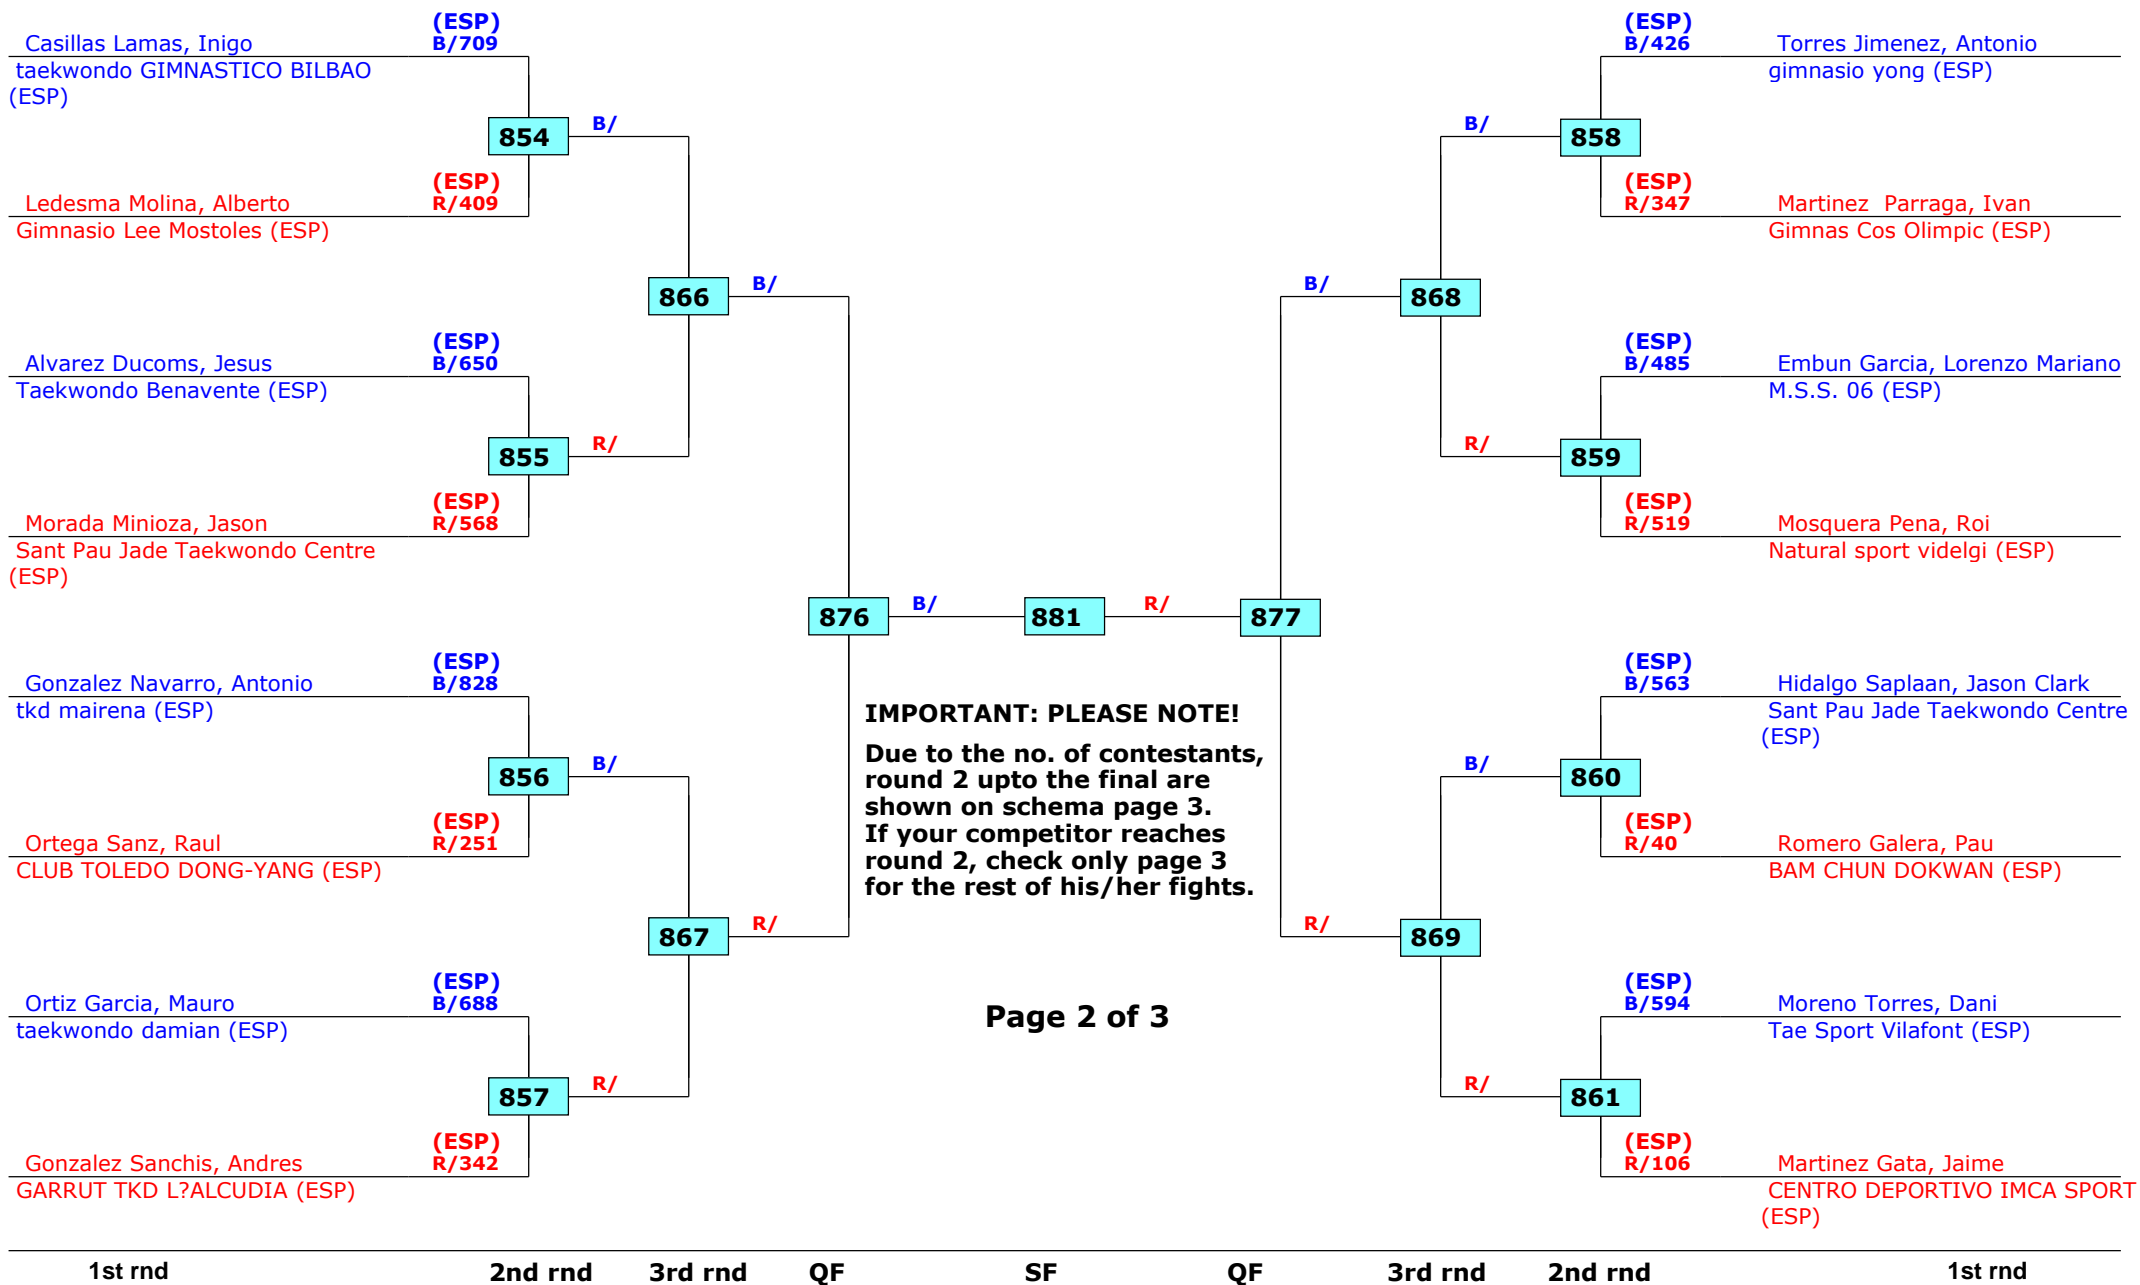 (ESP)
Casillas Lamas, Inigo B/709
taekwondo GIMNASTICO BILBAO
(ESP)
854 B/
(ESP)
Ledesma Molina, Alberto R/409
Gimnasio Lee Mostoles (ESP)
866 B/
(ESP)
Alvarez Ducoms, Jesus B/650
Taekwondo Benavente (ESP)
855 R/
(ESP)
Morada Minioza, Jason R/568
Sant Pau Jade Taekwondo Centre
(ESP)
876 B/ 881 R/ 877
(ESP)
Gonzalez Navarro, Antonio B/828
tkd mairena (ESP)
856 B/
(ESP)
Ortega Sanz, Raul R/251
CLUB TOLEDO DONG-YANG (ESP)
867 R/
(ESP)
Ortiz Garcia, Mauro B/688
taekwondo damian (ESP)
857 R/
(ESP)
Gonzalez Sanchis, Andres R/342
GARRUT TKD L?ALCUDIA (ESP)
IMPORTANT: PLEASE NOTE!
Due to the no. of contestants,
round 2 upto the final are
shown on schema page 3.
If your competitor reaches
round 2, check only page 3
for the rest of his/her fights.
Page 2 of 3
(ESP)
B/426 Torres Jimenez, Antonio
gimnasio yong (ESP)
B/ 858
(ESP)
R/347 Martinez  Parraga, Ivan
Gimnas Cos Olimpic (ESP)
B/ 868
(ESP)
B/485 Embun Garcia, Lorenzo Mariano
M.S.S. 06 (ESP)
R/ 859
(ESP)
R/519 Mosquera Pena, Roi
Natural sport videlgi (ESP)
(ESP)
B/563 Hidalgo Saplaan, Jason Clark
Sant Pau Jade Taekwondo Centre
(ESP)
B/ 860
(ESP)
R/40 Romero Galera, Pau
BAM CHUN DOKWAN (ESP)
R/ 869
(ESP)
B/594 Moreno Torres, Dani
Tae Sport Vilafont (ESP)
R/ 861
(ESP)
R/106 Martinez Gata, Jaime
CENTRO DEPORTIVO IMCA SPORT
(ESP)
1st rnd 2nd rnd 3rd rnd QF SF QF 3rd rnd 2nd rnd 1st rnd